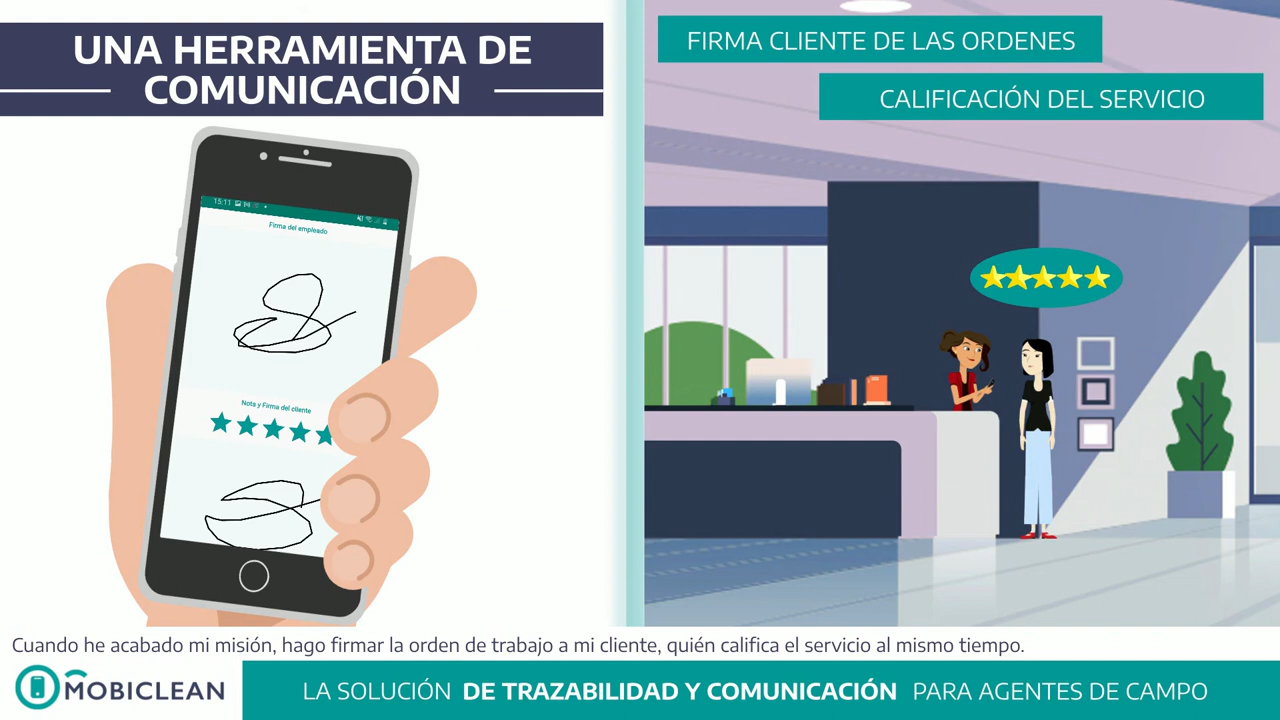 UNA HERRAMIENTA DE
COMUNICACIÓN
FIRMA CLIENTE DE LAS ORDENES
CALIFICACIÓN DEL SERVICIO
15:11
Firma del empleado
Nota y Firma del cliente
Cuando he acabado mi misión, hago firmar la orden de trabajo a mi cliente, quién califica el servicio al mismo tiempo.
MOBICLEAN
LA SOLUCIÓN DE TRAZABILIDAD Y COMUNICACIÓN PARA AGENTES DE CAMPO